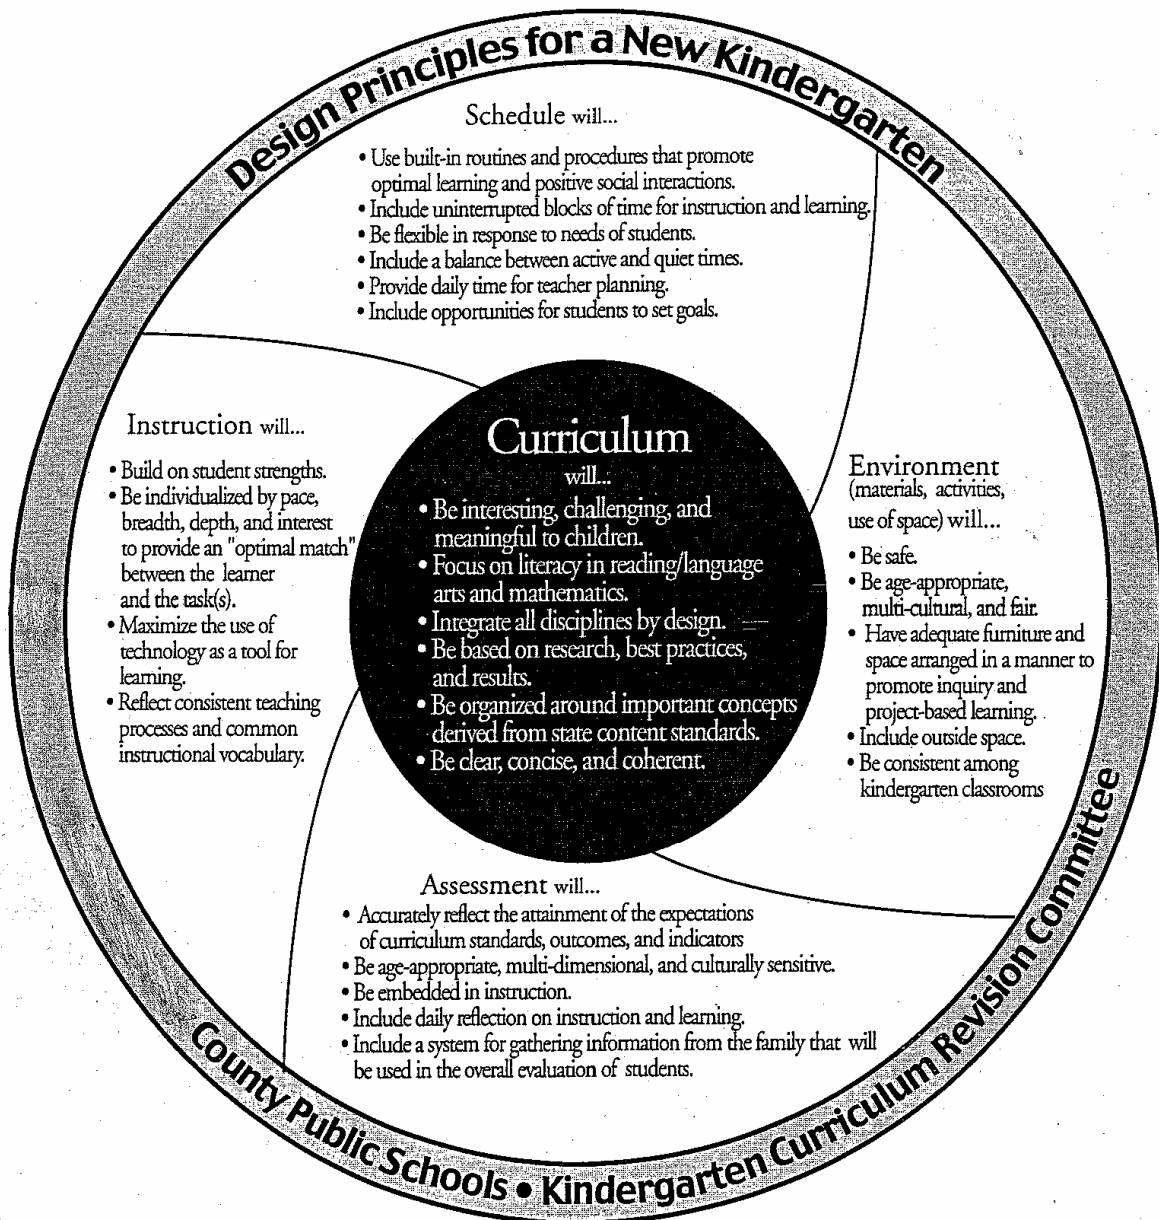 Design Principles for a New Kindergarten
Schedule will...
• Use built-in routines and procedures that promote
optimal learning and positive social interactions.
• Include uninterrupted blocks of time for instruction and learning.
• Be flexible in response to needs of students.
• Include a balance between active and quiet times.
• Provide daily time for teacher planning.
• Include opportunities for students to set goals.
Instruction will...
• Build on student strengths.
• Be individualized by pace,
breadth, depth, and interest
to provide an "optimal match"
between the learner
and the task(s).
• Maximize the use of
technology as a tool for
learning.
• Reflect consistent teaching
processes and common
instructional vocabulary.
Curriculum
will...
• Be interesting, challenging, and
meaningful to children.
• Focus on literacy in reading/language
arts and mathematics.
• Integrate all disciplines by design.
• Be based on research, best practices,
and results.
• Be organized around important concepts
derived from state content standards.
• Be clear, concise, and coherent.
Environment
(materials, activities,
use of space) will...
• Be safe.
• Be age-appropriate,
multi-cultural, and fair.
• Have adequate furniture and
space arranged in a manner to
promote inquiry and
project-based learning.
• Include outside space.
• Be consistent among
kindergarten classrooms
Assessment will...
• Accurately reflect the attainment of the expectations
of curriculum standards, outcomes, and indicators
• Be age-appropriate, multi-dimensional, and culturally sensitive.
• Be embedded in instruction.
• Include daily reflection on instruction and learning.
• Include a system for gathering information from the family that will
be used in the overall evaluation of students.
County Public Schools • Kindergarten Curriculum Revision Committee